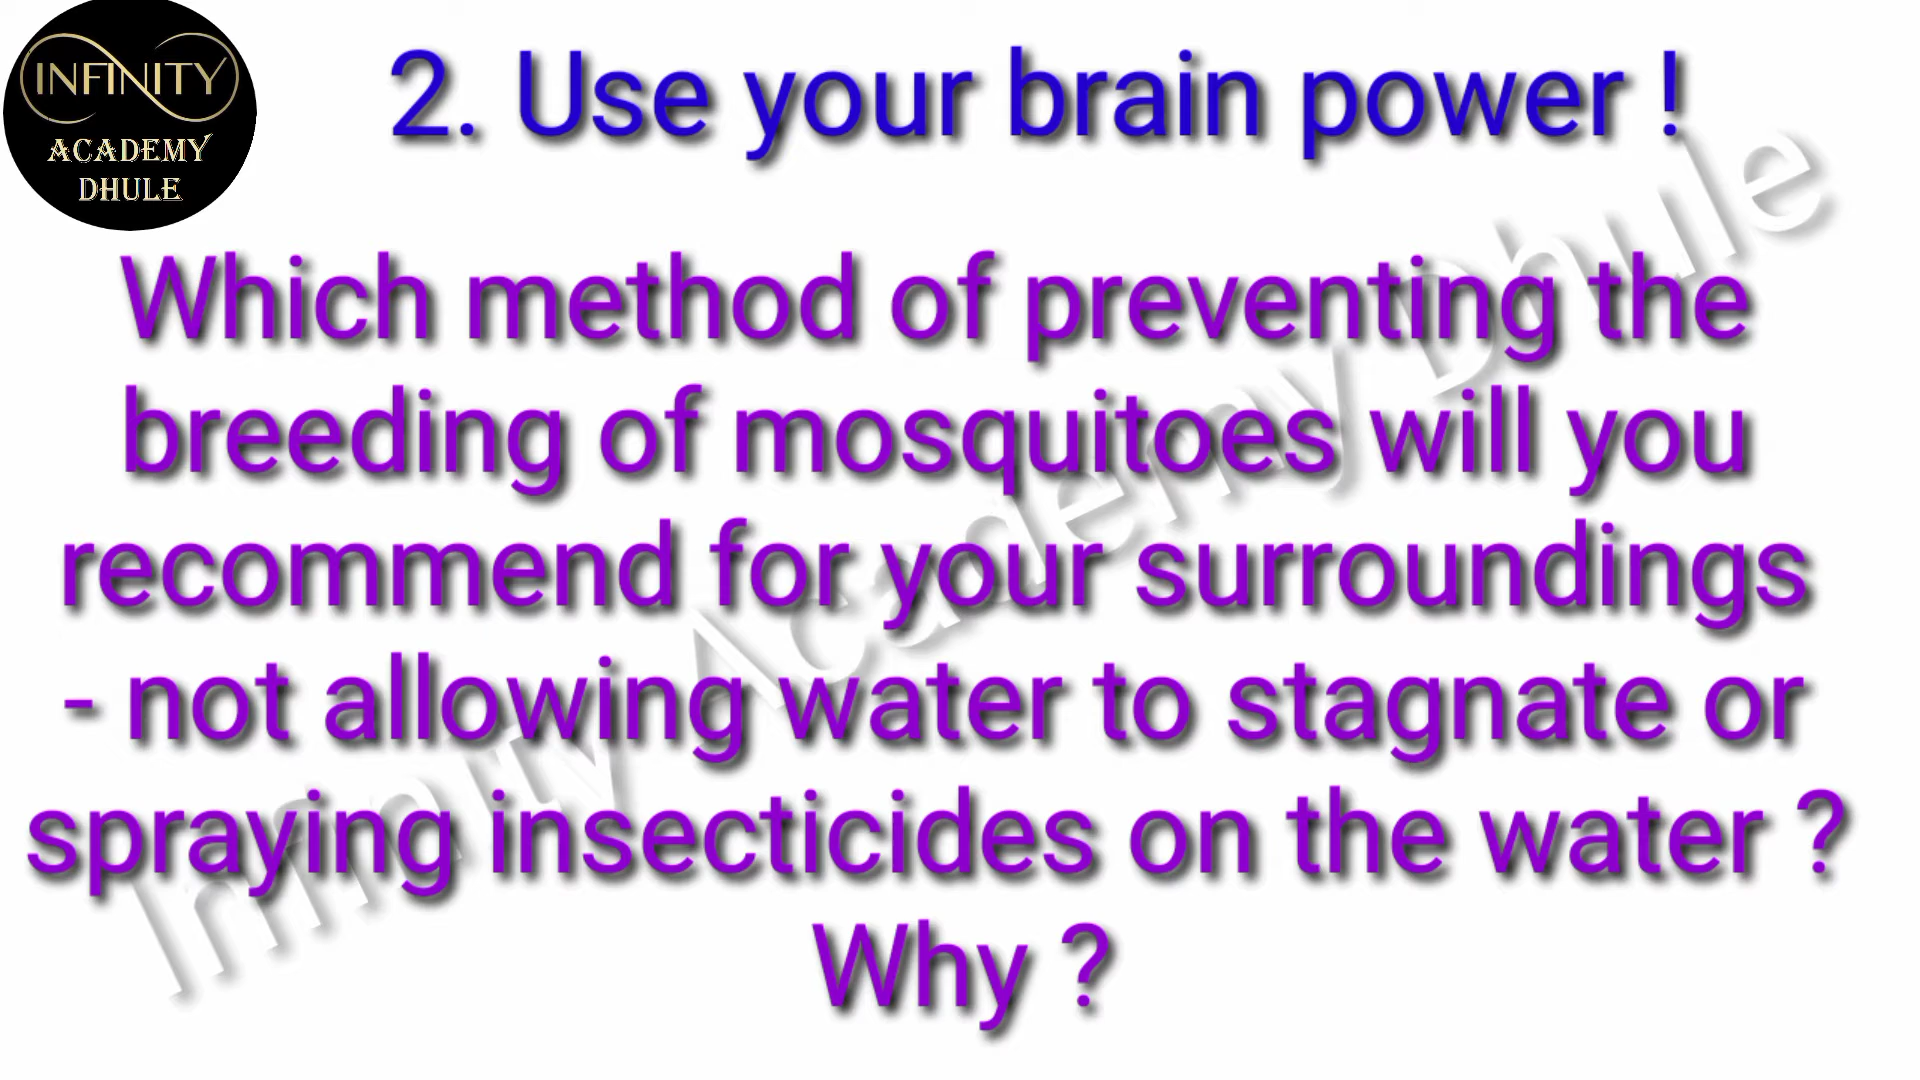 INFINITY
ACADEMY
DHULE
2. Use your brain power !
Which method of preventing the
breeding of mosquitoes will you
recommend for your surroundings
- not allowing water to stagnate or
spraying insecticides on the water ?
Why ?
Infinity Academy Dhule